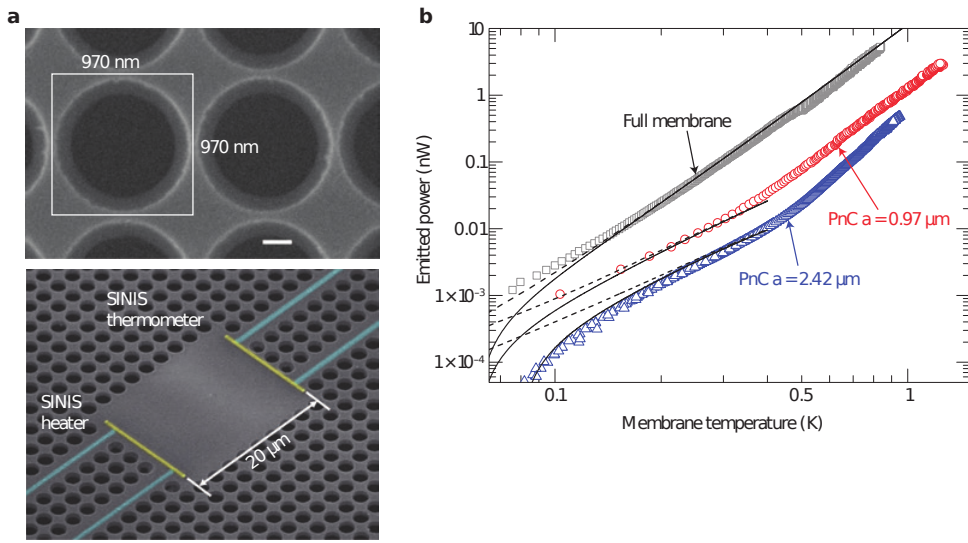 a
970 nm
970 nm
SINIS
thermometer
SINIS
heater
20 μm
b
10
1
0.1
0.01
1×10⁻³
1×10⁻⁴
Emitted power (nW)
Full membrane
PnC a = 0.97 μm
PnC a = 2.42 μm
0.1
0.5
1
Membrane temperature (K)